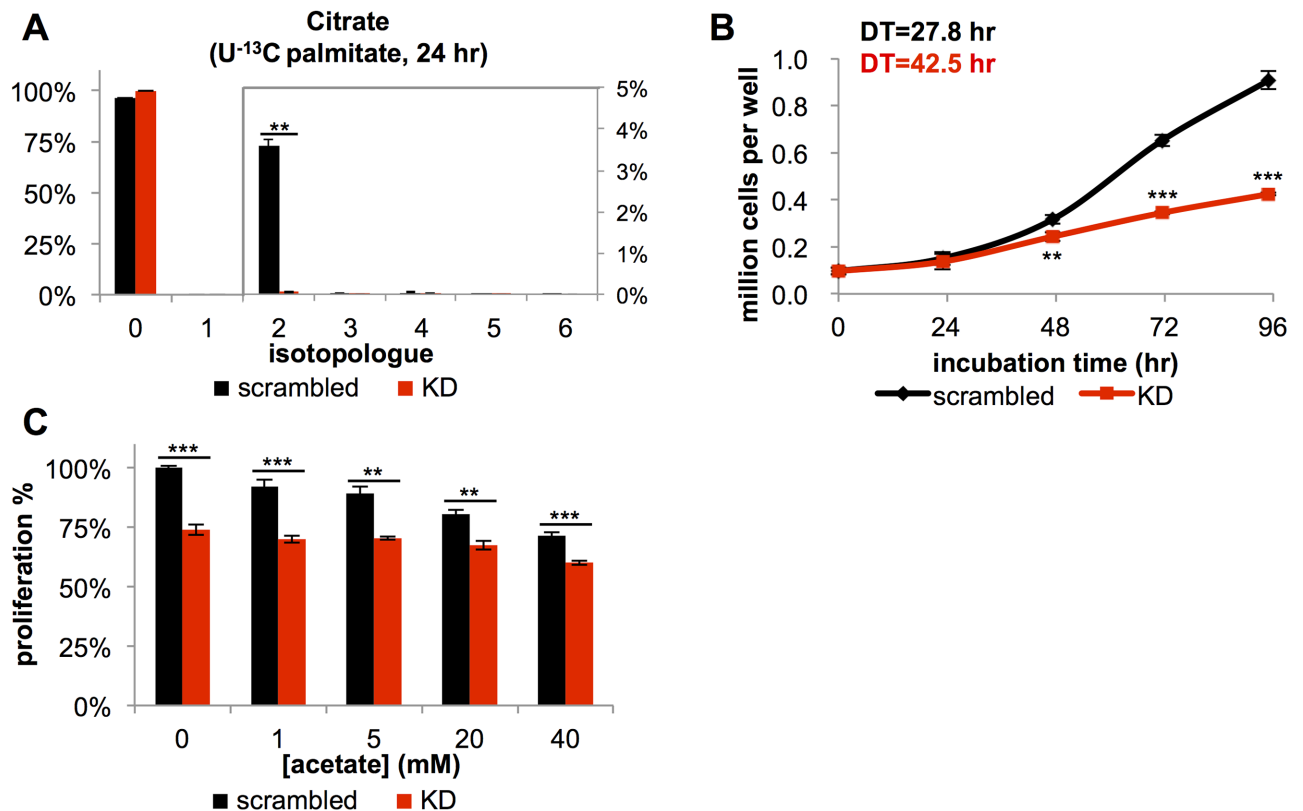 A
Citrate
(U-13C palmitate, 24 hr)
100%
75%
50%
25%
0%
5%
4%
3%
2%
1%
0%
**
0 1 2 3 4 5 6
isotopologue
scrambled KD
B
DT=27.8 hr
DT=42.5 hr
million cells per well
1.0
0.8
0.6
0.4
0.2
0.0
**
***
***
0 24 48 72 96
incubation time (hr)
scrambled KD
C
proliferation %
100%
75%
50%
25%
0%
*** *** ** ** ***
0 1 5 20 40
[acetate] (mM)
scrambled KD